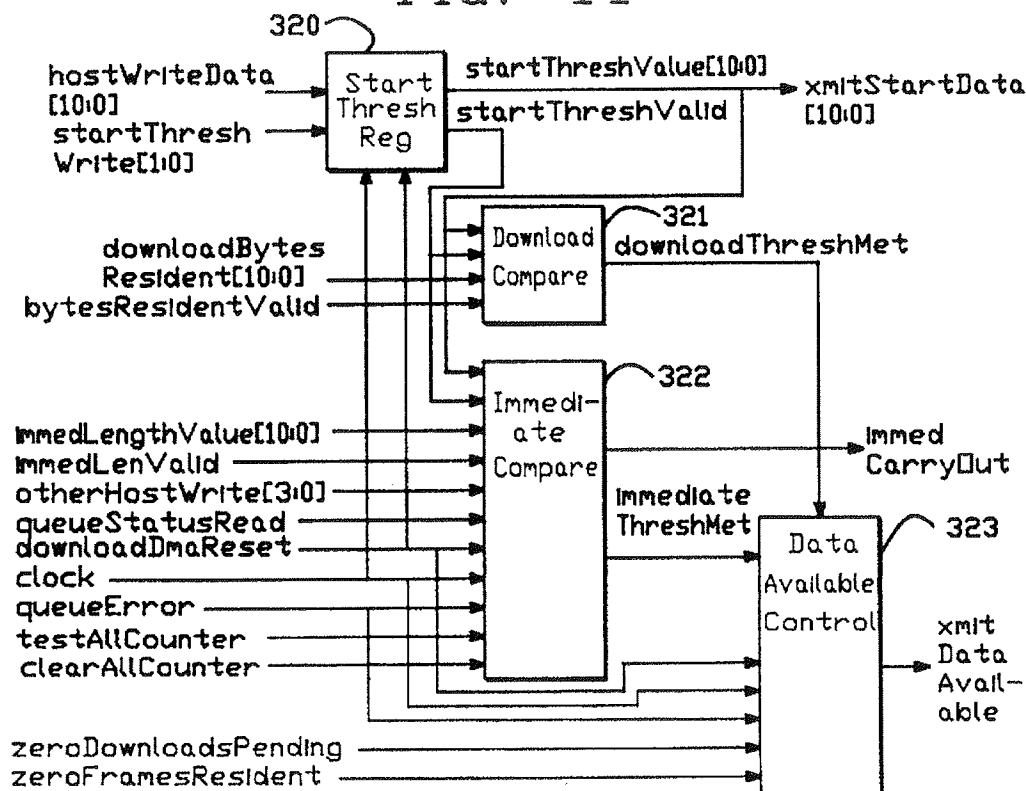 320
hostWriteData
[10:0]
startThresh
Write[1:0]
Start
Thresh
Reg
startThreshValue[10:0]
startThreshValid
xmitStartData
[10:0]
downloadBytes
Resident[10:0]
bytesResidentValid
Download
Compare
321
downloadThreshMet
322
Immedi-
ate
Compare
immedLengthValue[10:0]
immedLenValid
otherHostWrite[3:0]
queueStatusRead
downloadDmaReset
clock
queueError
testAllCounter
clearAllCounter
Immed
CarryOut
Immediate
ThreshMet
323
Data
Available
Control
xmit
Data
Avail-
able
zeroDownloadsPending
zeroFramesResident